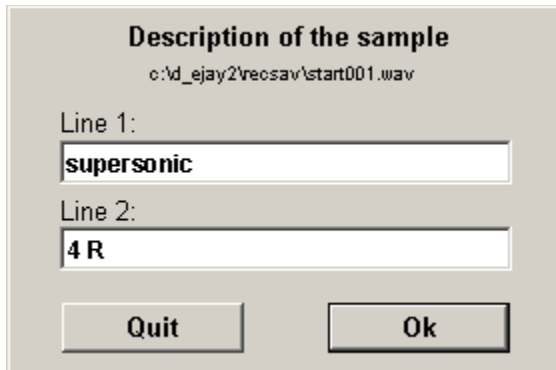 Description of the sample
c:\d_ejay2\recsav\start001.wav
Line 1:
supersonic
Line 2:
4 R
Quit
Ok